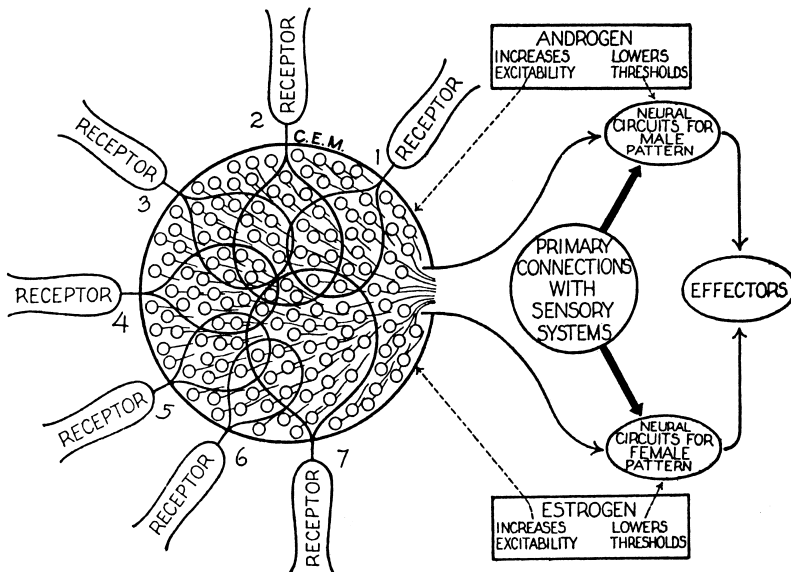 RECEPTOR
1
RECEPTOR
2
C.E.M.
RECEPTOR
3
RECEPTOR
4
RECEPTOR
5
RECEPTOR
6
RECEPTOR
7
ANDROGEN
INCREASES LOWERS
EXCITABILITY THRESHOLDS
NEURAL
CIRCUITS FOR
MALE
PATTERN
PRIMARY
CONNECTIONS
WITH
SENSORY
SYSTEMS
EFFECTORS
NEURAL
CIRCUITS FOR
FEMALE
PATTERN
ESTROGEN
INCREASES LOWERS
EXCITABILITY THRESHOLDS